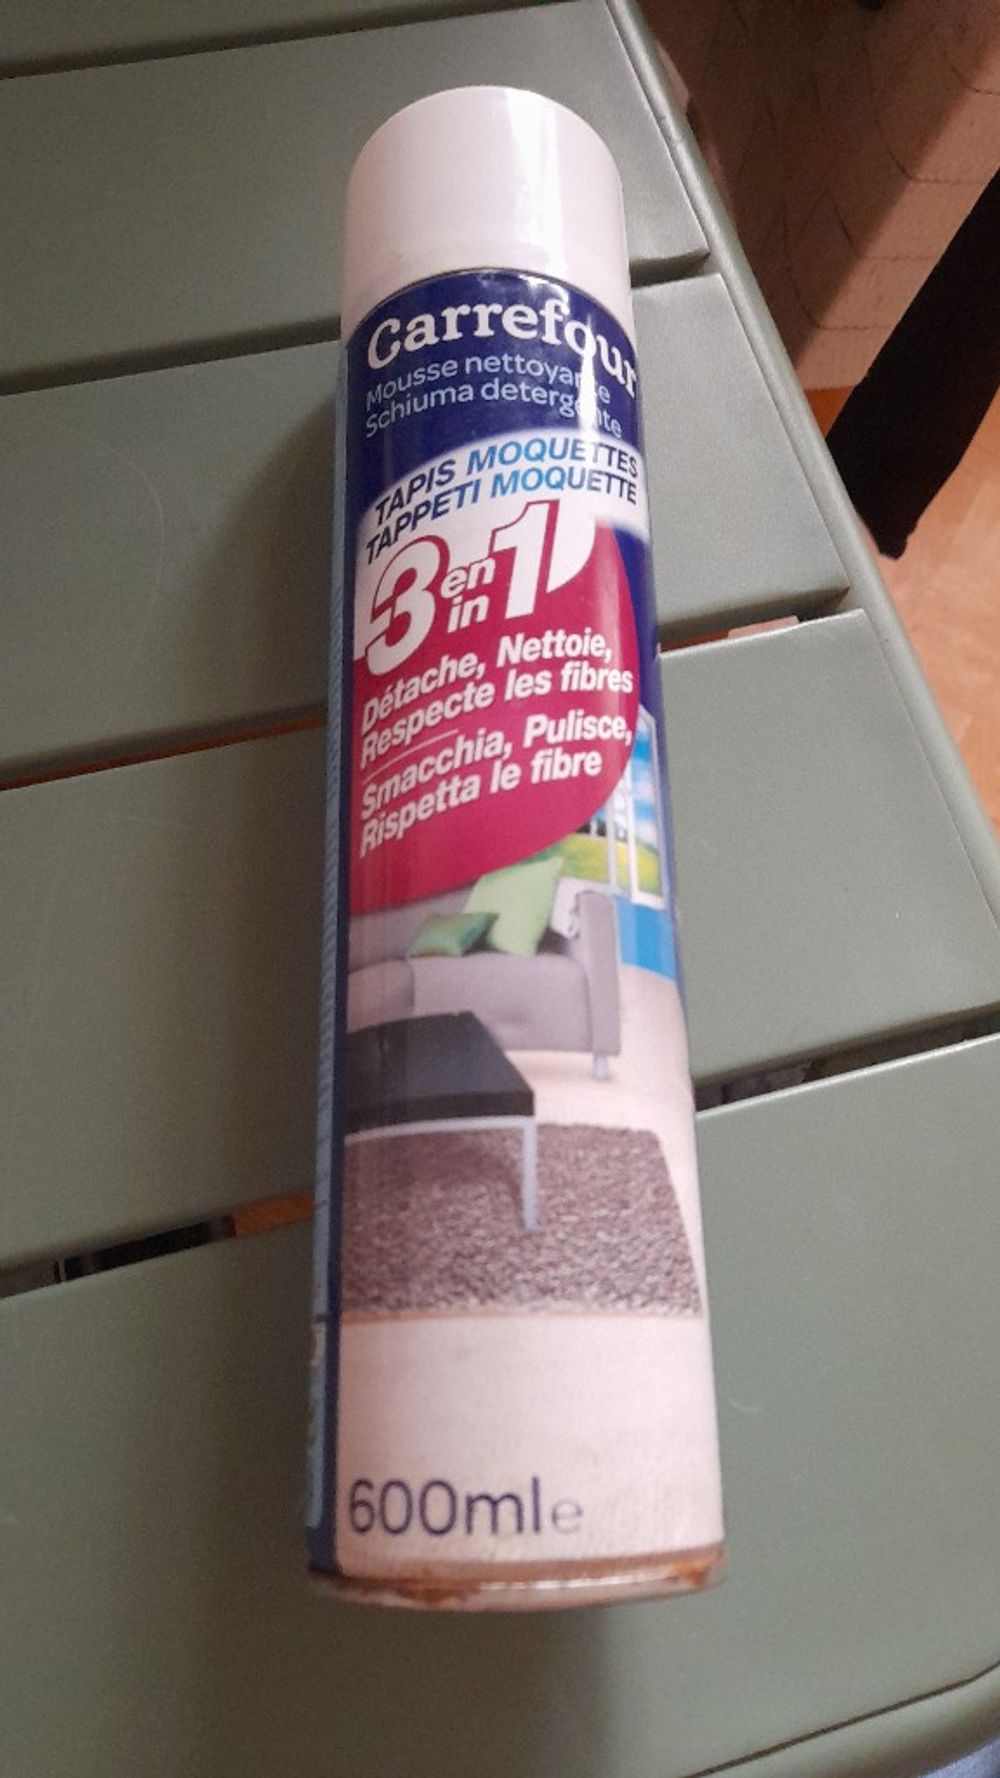 Carrefour
Mousse nettoyante
Schiuma detergente
TAPIS MOQUETTES
TAPPETI MOQUETTE
3 en in 1
Détache, Nettoie,
Respecte les fibres
Smacchia, Pulisce,
Rispetta le fibre
600ml e